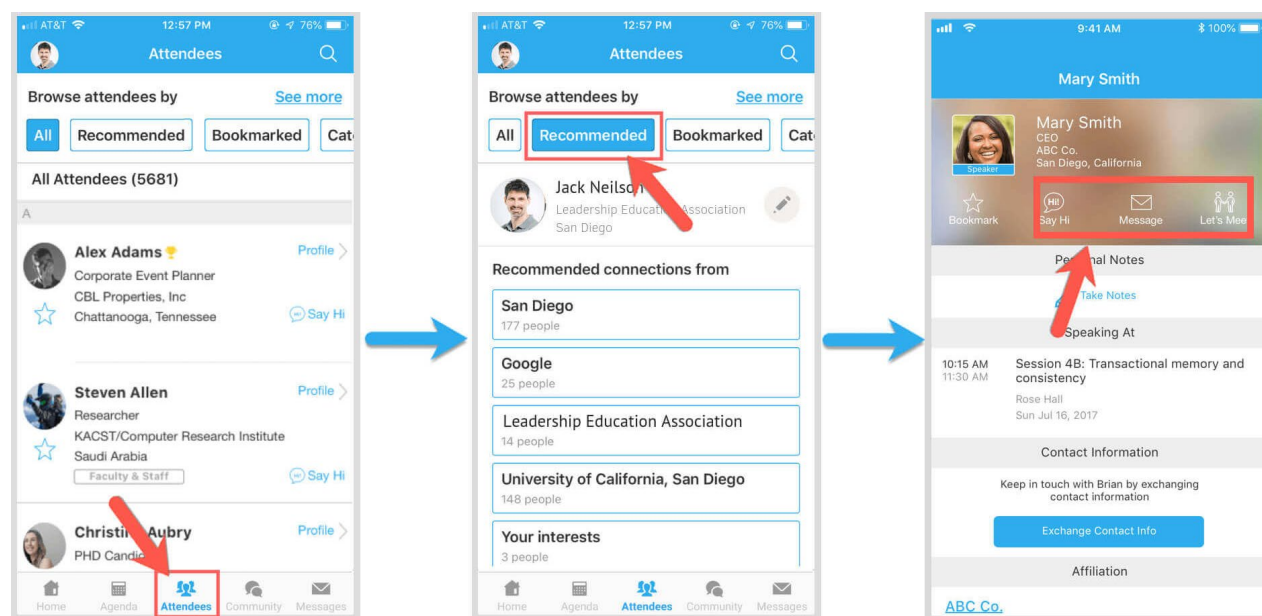 AT&T 12:57 PM 76%
Attendees
Browse attendees by See more
All Recommended Bookmarked Cat
All Attendees (5681)
A
Alex Adams Profile
Corporate Event Planner
CBL Properties, Inc
Chattanooga, Tennessee Say Hi
Steven Allen Profile
Researcher
KACST/Computer Research Institute
Saudi Arabia
Faculty & Staff Say Hi
Aubry Profile
PHD
Home Agenda Attendees Community Messages
AT&T 12:57 PM 76%
Attendees
Browse attendees by See more
All Recommended Bookmarked Cat
Jack Neilson
Leadership Education Association
San Diego
Recommended connections from
San Diego
177 people
Google
25 people
Leadership Education Association
14 people
University of California, San Diego
148 people
Your interests
3 people
Home Agenda Attendees Community Messages
9:41 AM 100%
Mary Smith
Mary Smith
CEO
ABC Co.
San Diego, California
Speaker
Hi!
Bookmark Say Hi Message Let's Mee
Personal Notes
Take Notes
Speaking At
10:15 AM Session 4B: Transactional memory and
11:30 AM consistency
Rose Hall
Sun Jul 16, 2017
Contact Information
Keep in touch with Brian by exchanging
contact information
Exchange Contact Info
Affiliation
ABC Co.